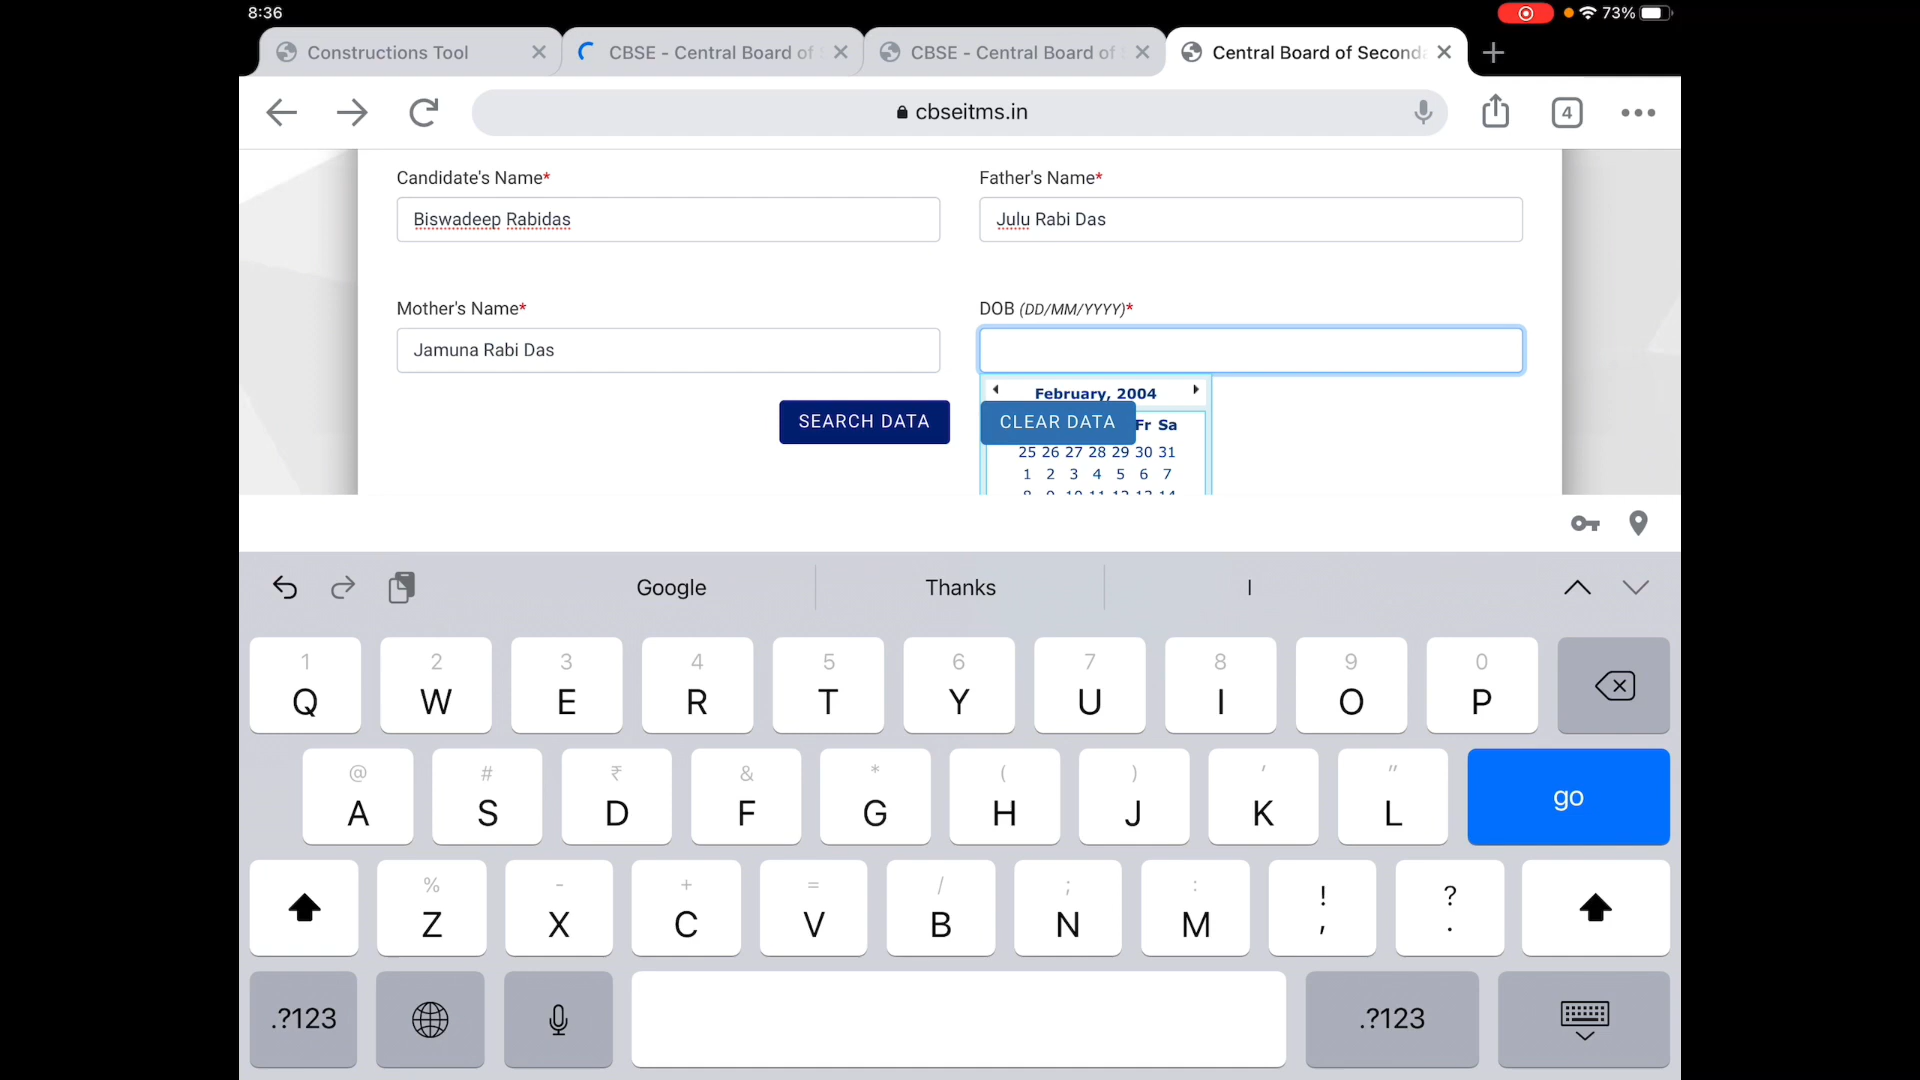 8:36
73%
Constructions Tool
CBSE - Central Board of
CBSE - Central Board of
Central Board of Seconda
cbseitms.in
4
Candidate's Name* Father's Name*
Biswadeep Rabidas Julu Rabi Das
Mother's Name* DOB (DD/MM/YYYY)*
Jamuna Rabi Das
February, 2004
SEARCH DATA CLEAR DATA Fr Sa
25 26 27 28 29 30 31
1 2 3 4 5 6 7
Google Thanks I
1 2 3 4 5 6 7 8 9 0
Q W E R T Y U I O P
@ # ₹ & * ( ) ' "
A S D F G H J K L go
% - + = / ; : ! ?
Z X C V B N M , .
.?123 .?123